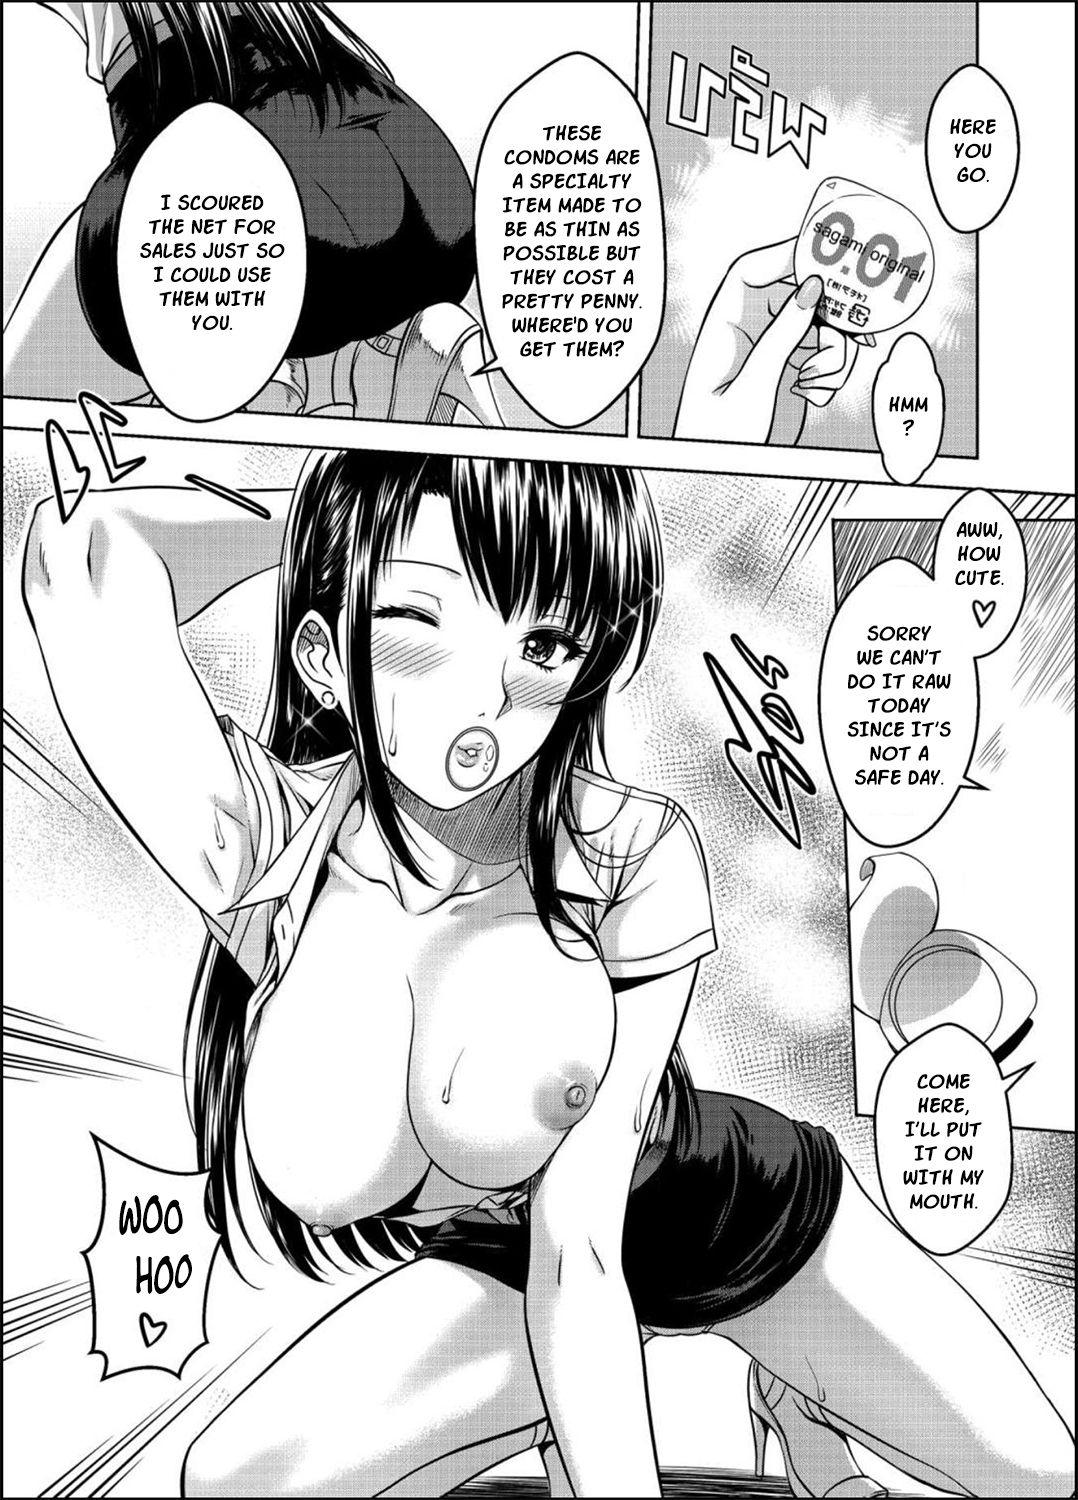 HERE
YOU
GO.
sagami original
0.01
HMM
?
THESE
CONDOMS ARE
A SPECIALTY
ITEM MADE TO
BE AS THIN AS
POSSIBLE BUT
THEY COST A
PRETTY PENNY.
WHERE'D YOU
GET THEM?
I SCOURED
THE NET FOR
SALES JUST SO
I COULD USE
THEM WITH
YOU.
AWW,
HOW
CUTE.
SORRY
WE CAN'T
DO IT RAW
TODAY
SINCE IT'S
NOT A
SAFE DAY.
COME
HERE,
I'LL PUT
IT ON
WITH MY
MOUTH.
WOO
HOO